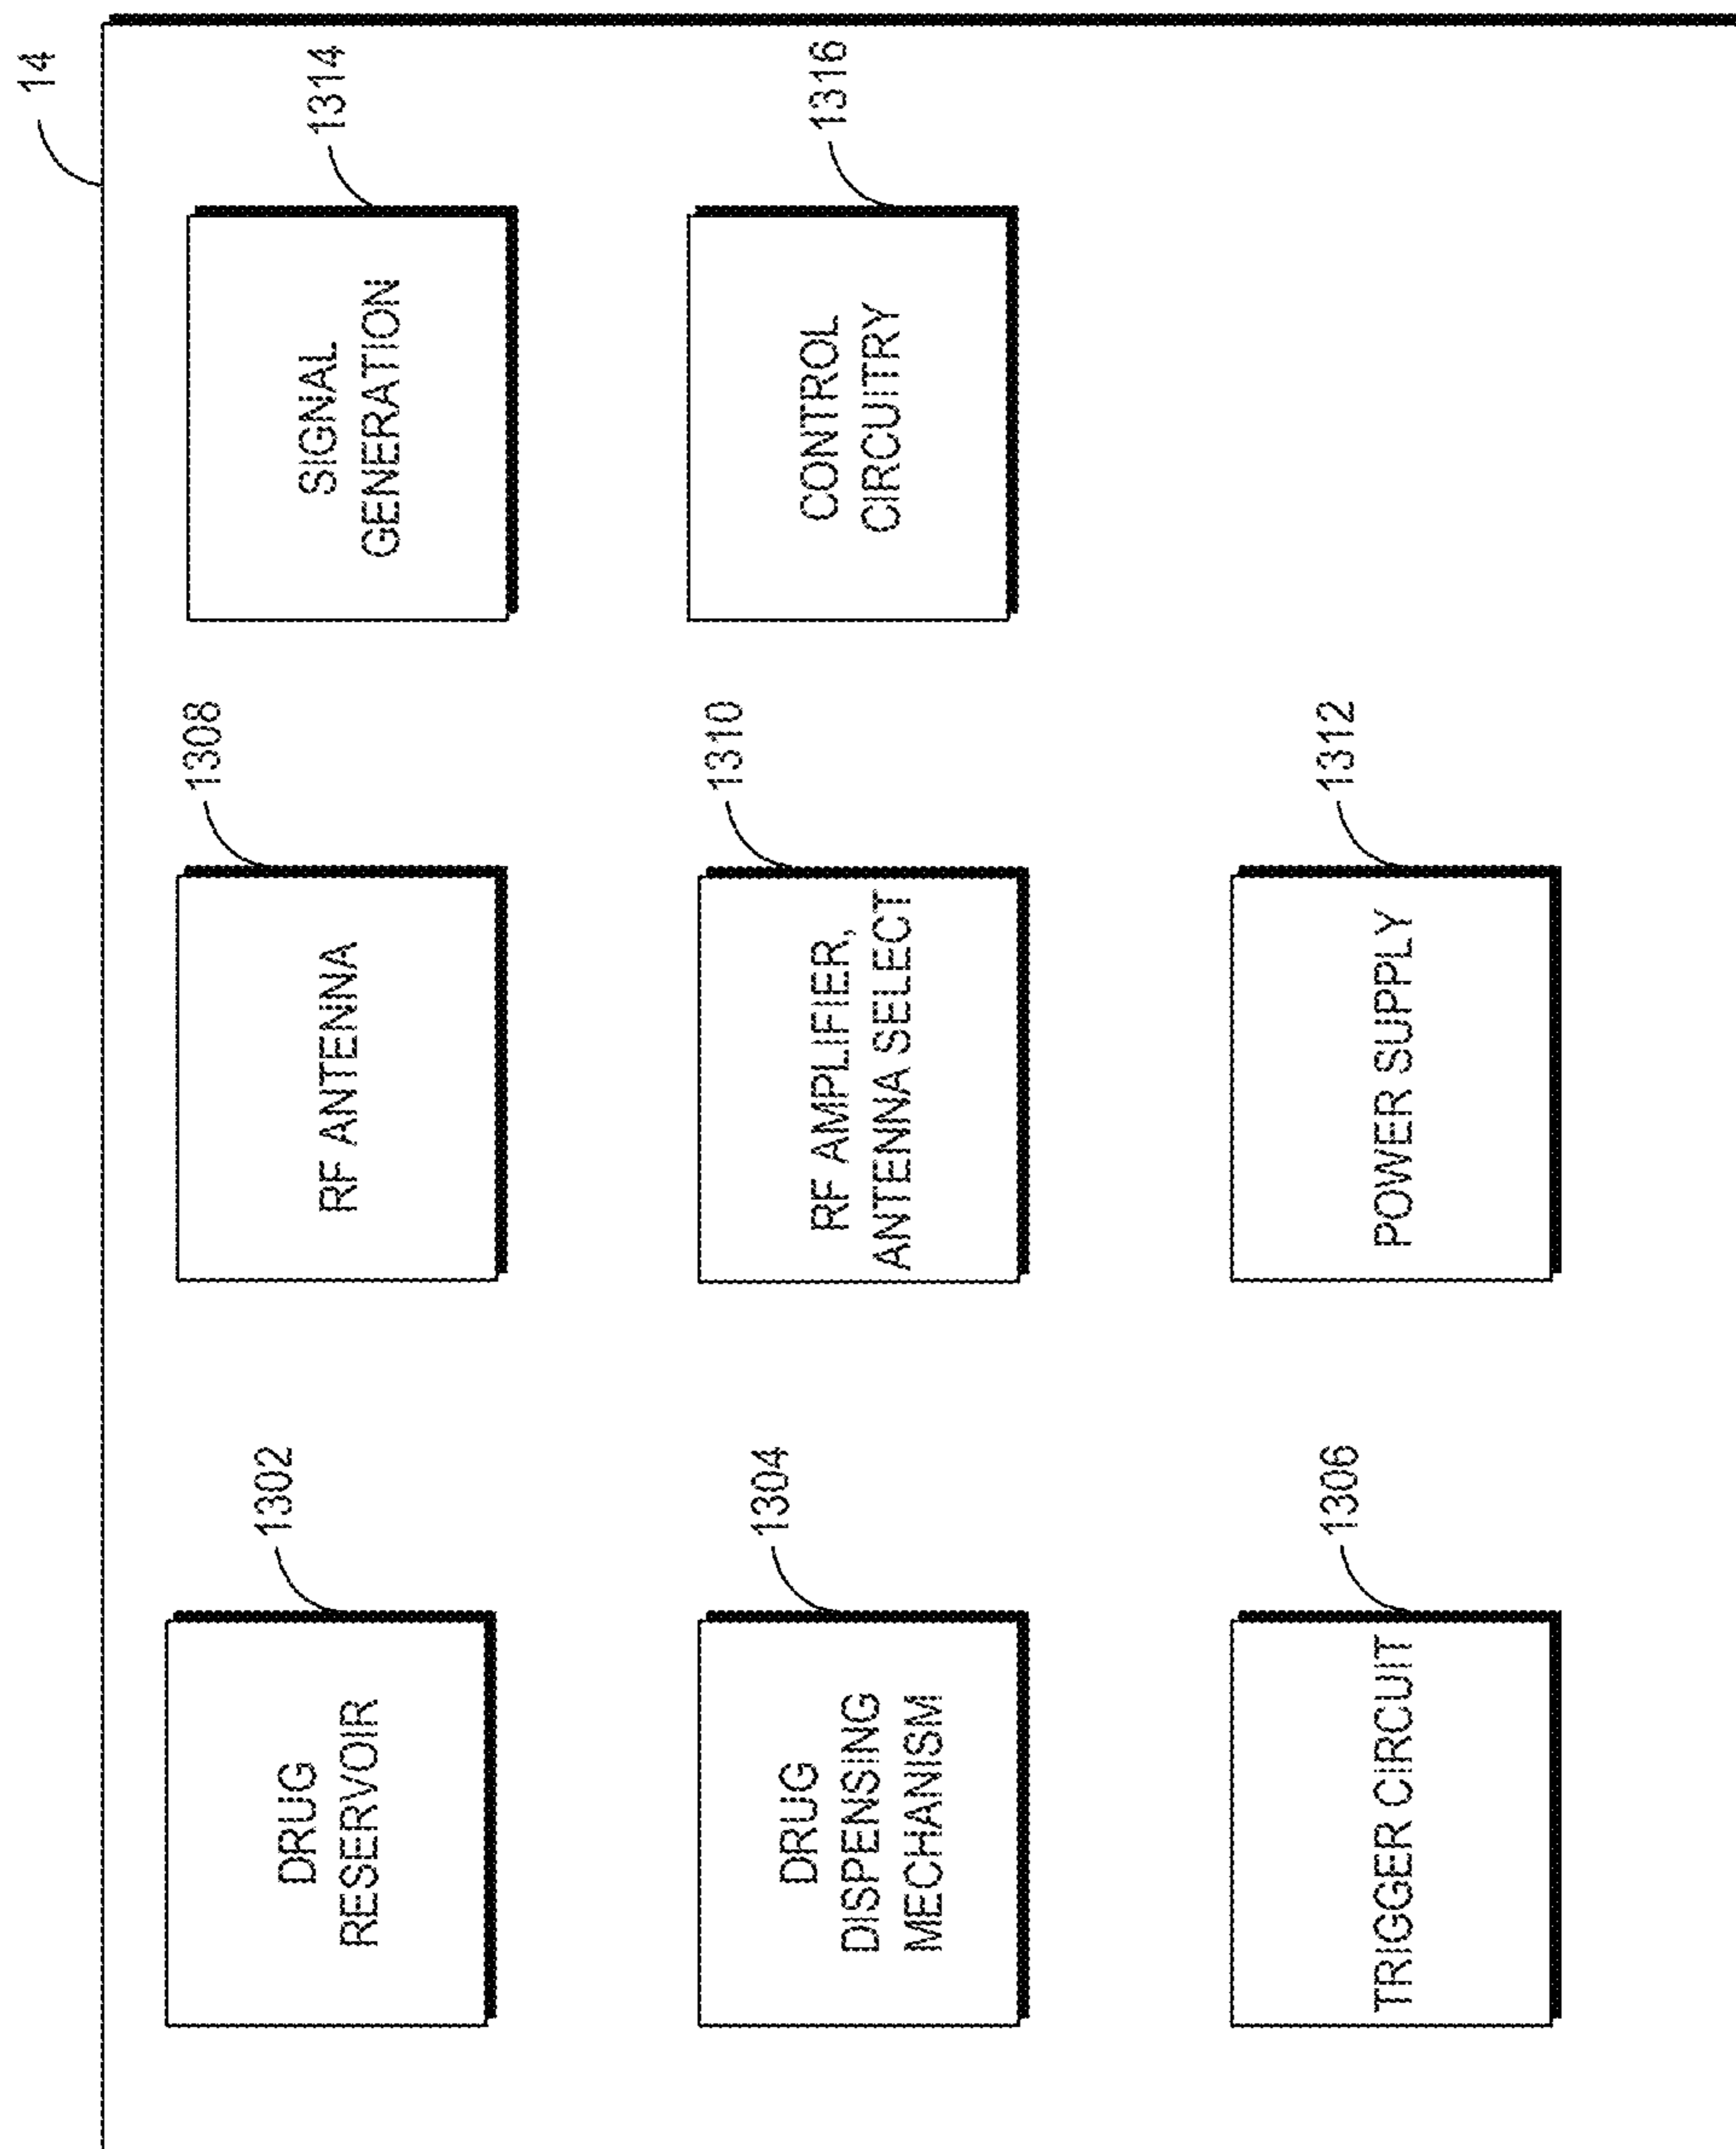 14
1302
DRUG
RESERVOIR
1308
RF ANTENNA
1314
SIGNAL
GENERATION
1304
DRUG
DISPENSING
MECHANISM
1310
RF AMPLIFIER,
ANTENNA SELECT
1316
CONTROL
CIRCUITRY
1306
TRIGGER CIRCUIT
1312
POWER SUPPLY